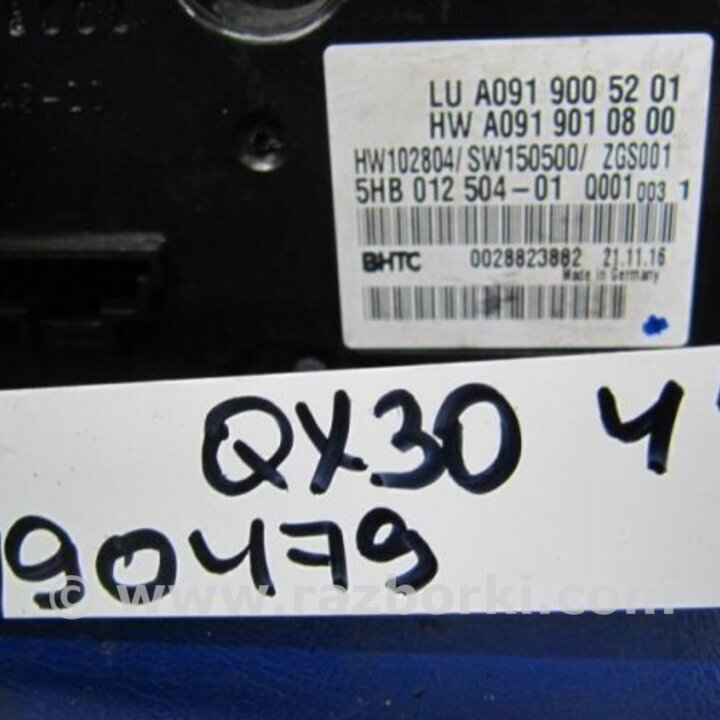 LU A091 900 52 01
HW A091 901 08 00
HW102804/ SW150500/ ZGS001
5HB 012 504-01 Q001 003 1
BHTC 0028823882 21.11.16
Made in Germany
QX30 4
90479
© www.razborki.com